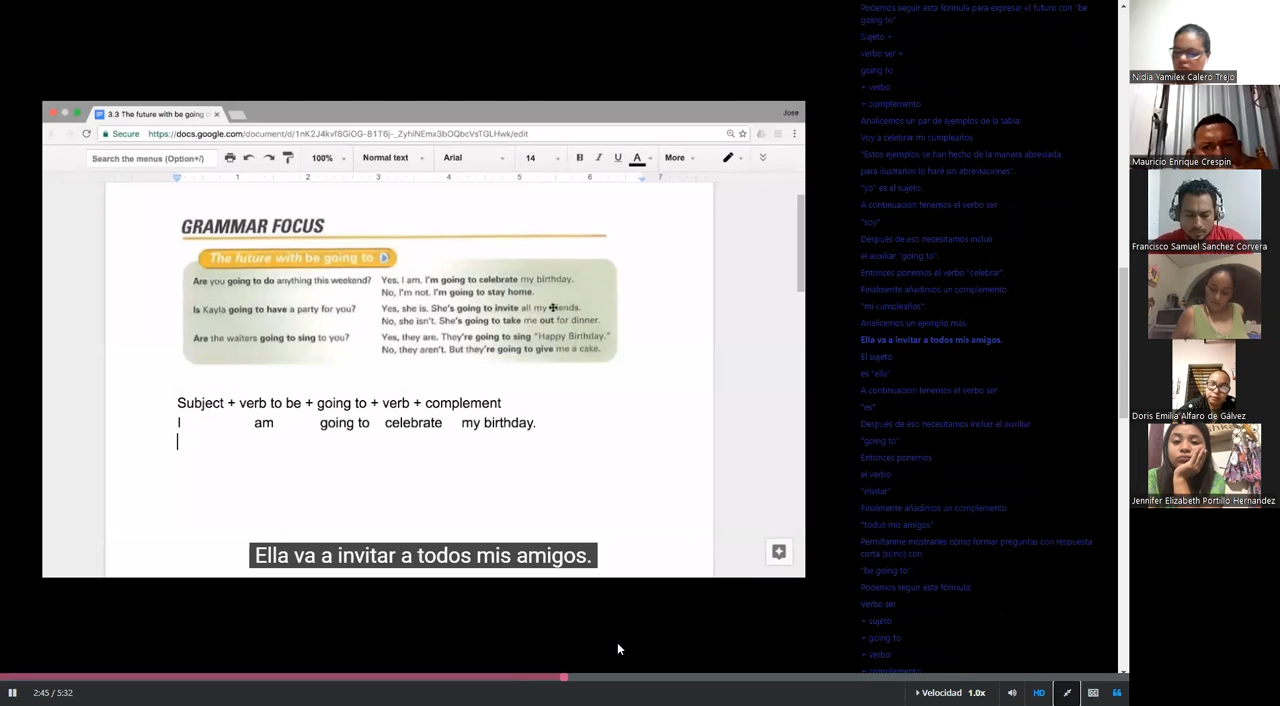 3.3 The future with be going
Jose
Secure https://docs.google.com/document/d/1nK2J4kvf8GiOG-81T6j-_ZyhiNEmx3bOQbcVsTGLHwk/edit
Search the menus (Option+/) 100% Normal text Arial 14 B I U A More
1 2 3 4 5 6 7
GRAMMAR FOCUS
The future with be going to
Are you going to do anything this weekend? Yes, I am. I'm going to celebrate my birthday.
No, I'm not. I'm going to stay home.
Is Kayla going to have a party for you? Yes, she is. She's going to invite all my friends.
No, she isn't. She's going to take me out for dinner.
Are the waiters going to sing to you? Yes, they are. They're going to sing "Happy Birthday."
No, they aren't. But they're going to give me a cake.
Subject + verb to be + going to + verb + complement
I am going to celebrate my birthday.
Ella va a invitar a todos mis amigos.
2:45 / 5:32
Velocidad 1.0x
HD
Podemos seguir esta fórmula para expresar el futuro con "be
going to"
Sujeto +
verbo ser +
going to
+ verbo
+ complemento
Analicemos un par de ejemplos de la tabla:
Voy a celebrar mi cumpleaños.
"Estos ejemplos se han hecho de la manera abreviada,
para ilustrarlos lo haré sin abreviaciones".
"yo" es el sujeto.
A continuación tenemos el verbo ser
"soy"
Después de eso necesitamos incluir
el auxiliar "going to".
Entonces ponemos el verbo "celebrar".
Finalmente añadimos un complemento
"mi cumpleaños".
Analicemos un ejemplo más.
Ella va a invitar a todos mis amigos.
El sujeto
es "ella"
A continuación tenemos el verbo ser
"es"
Después de eso necesitamos incluir el auxiliar
"going to"
Entonces ponemos
el verbo
"invitar"
Finalmente añadimos un complemento
"todos mis amigos."
Permítanme mostrarles cómo formar preguntas con respuesta
corta (si/no) con
"be going to"
Podemos seguir esta fórmula:
Verbo ser
+ sujeto
+ going to
+ verbo
+ complemento
Nidia Yamilex Calero Trejo
Mauricio Enrique Crespin
Francisco Samuel Sanchez Corvera
Doris Emilia Alfaro de Gálvez
Jennifer Elizabeth Portillo Hernandez